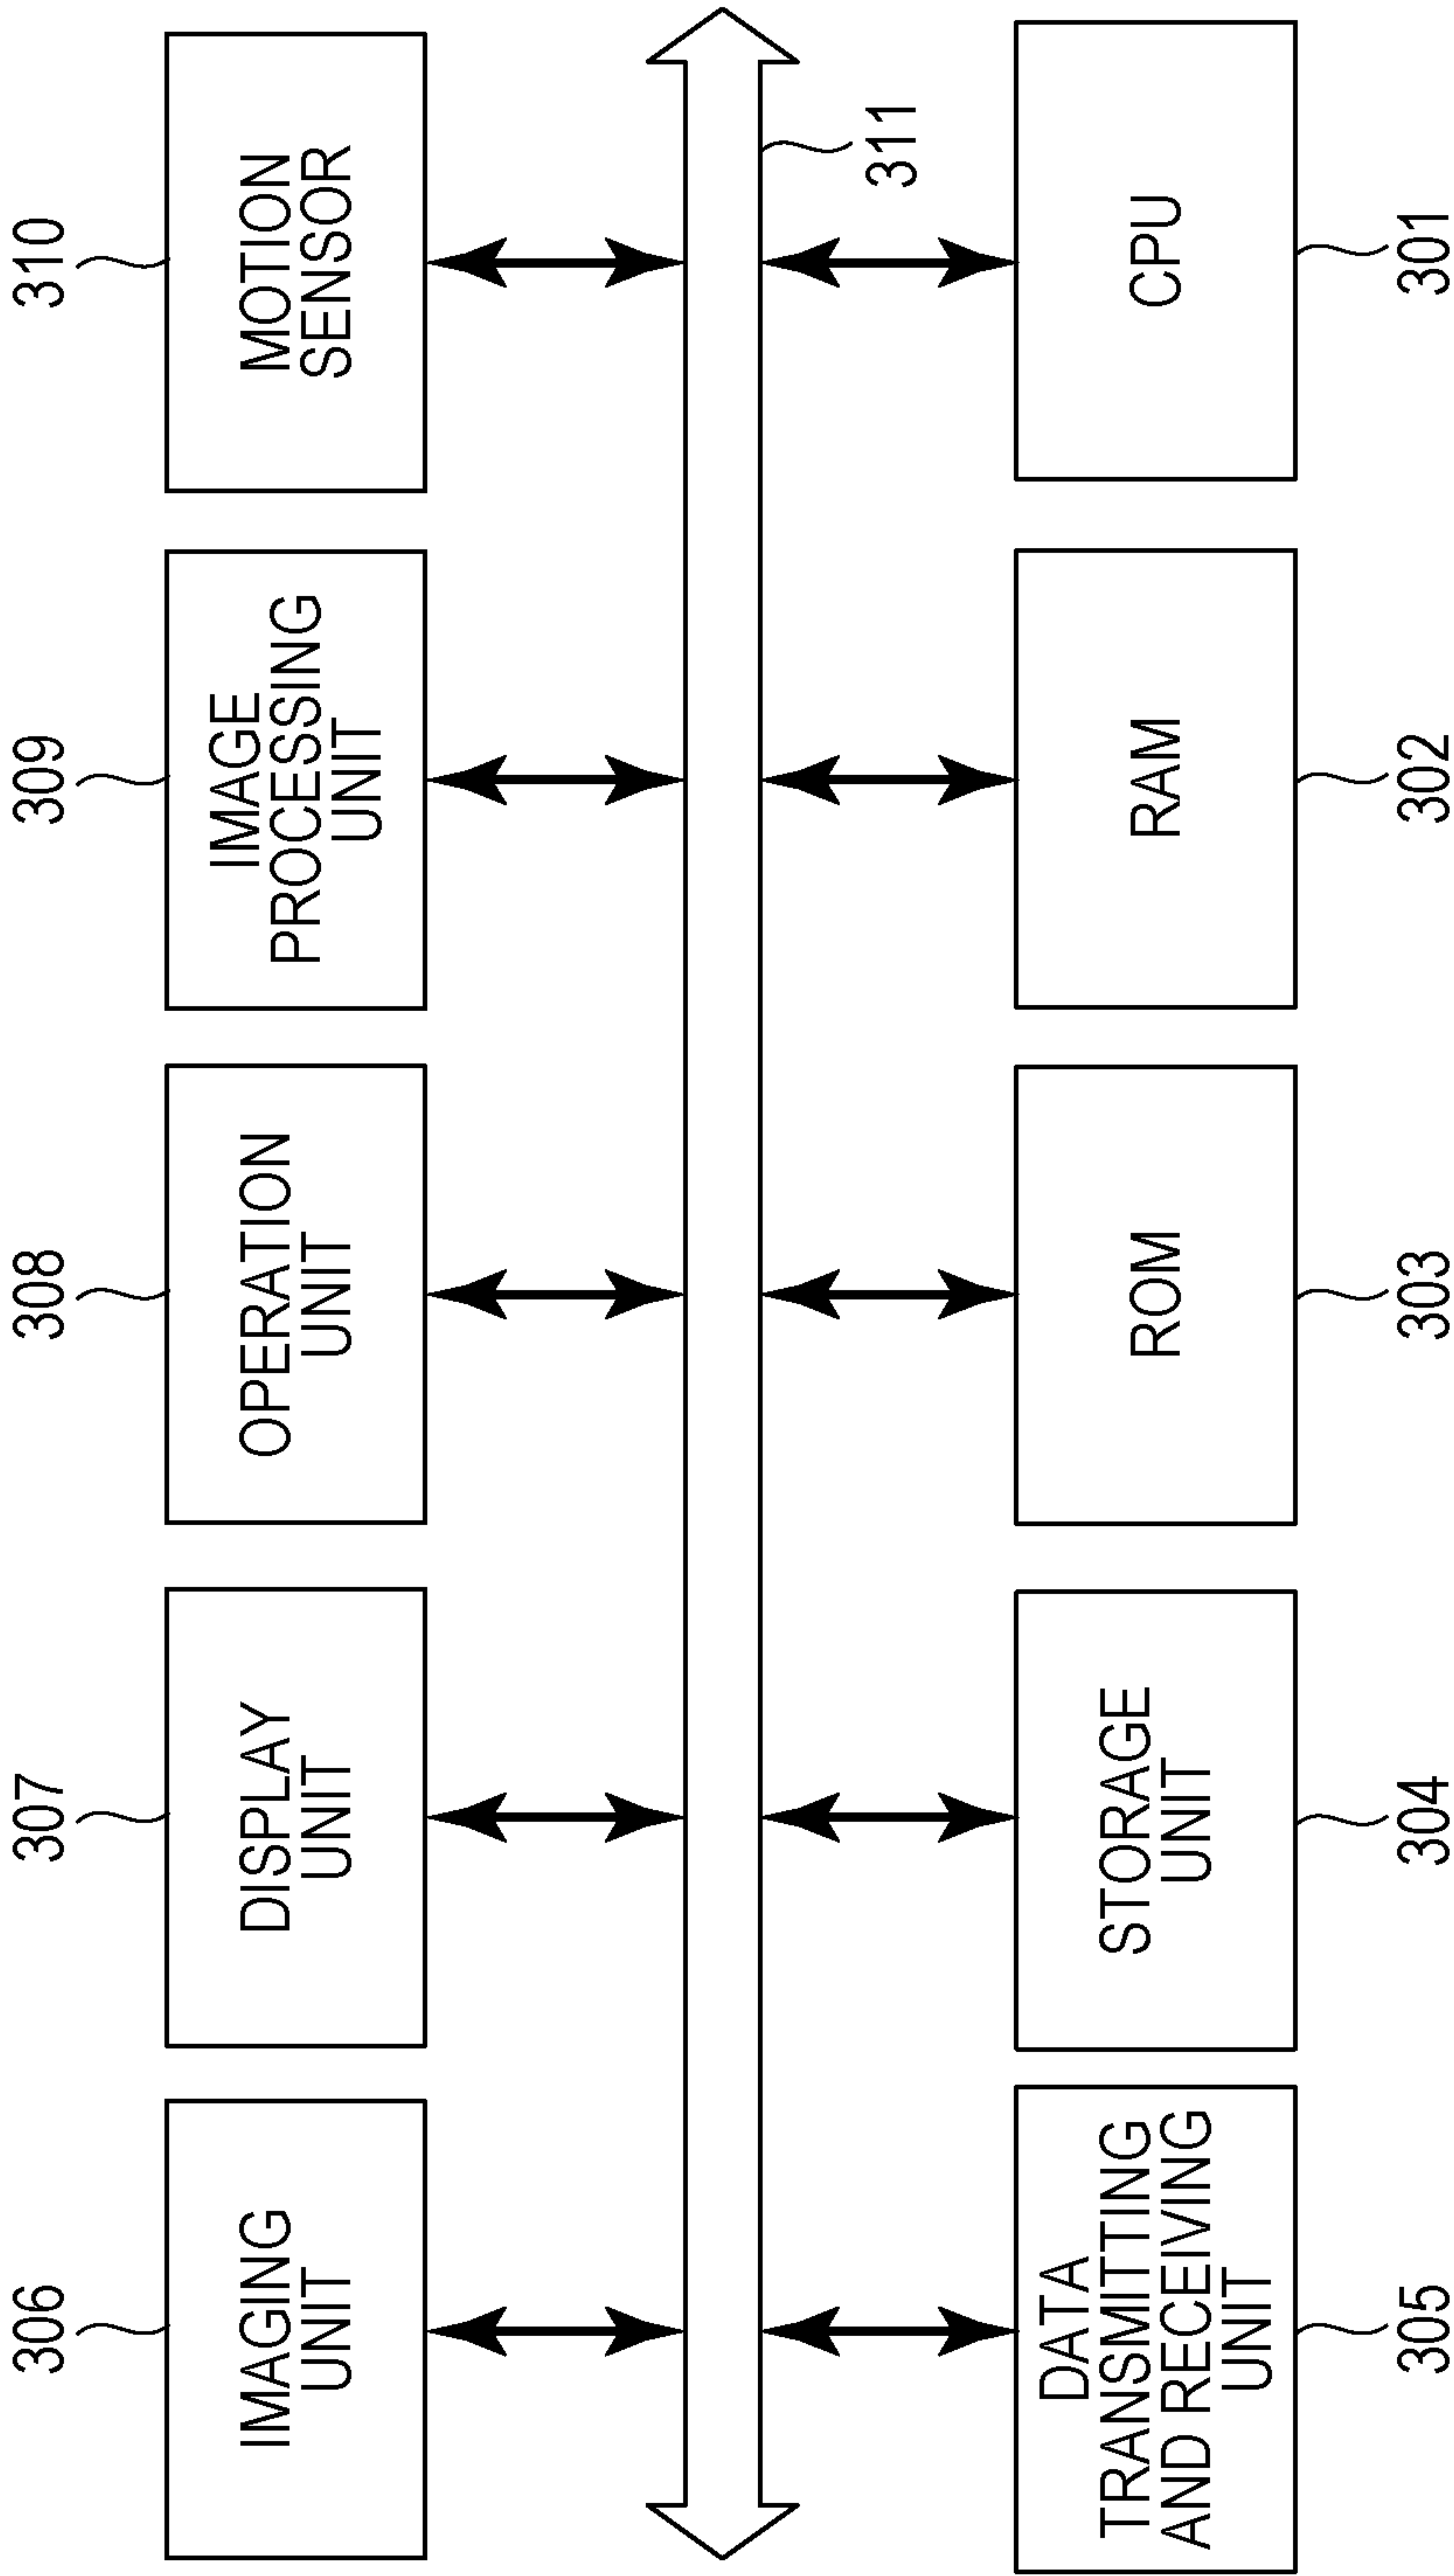 306
307
308
309
310
IMAGING
UNIT
DISPLAY
UNIT
OPERATION
UNIT
IMAGE
PROCESSING
UNIT
MOTION
SENSOR
311
DATA
TRANSMITTING
AND RECEIVING
UNIT
STORAGE
UNIT
ROM
RAM
CPU
305
304
303
302
301